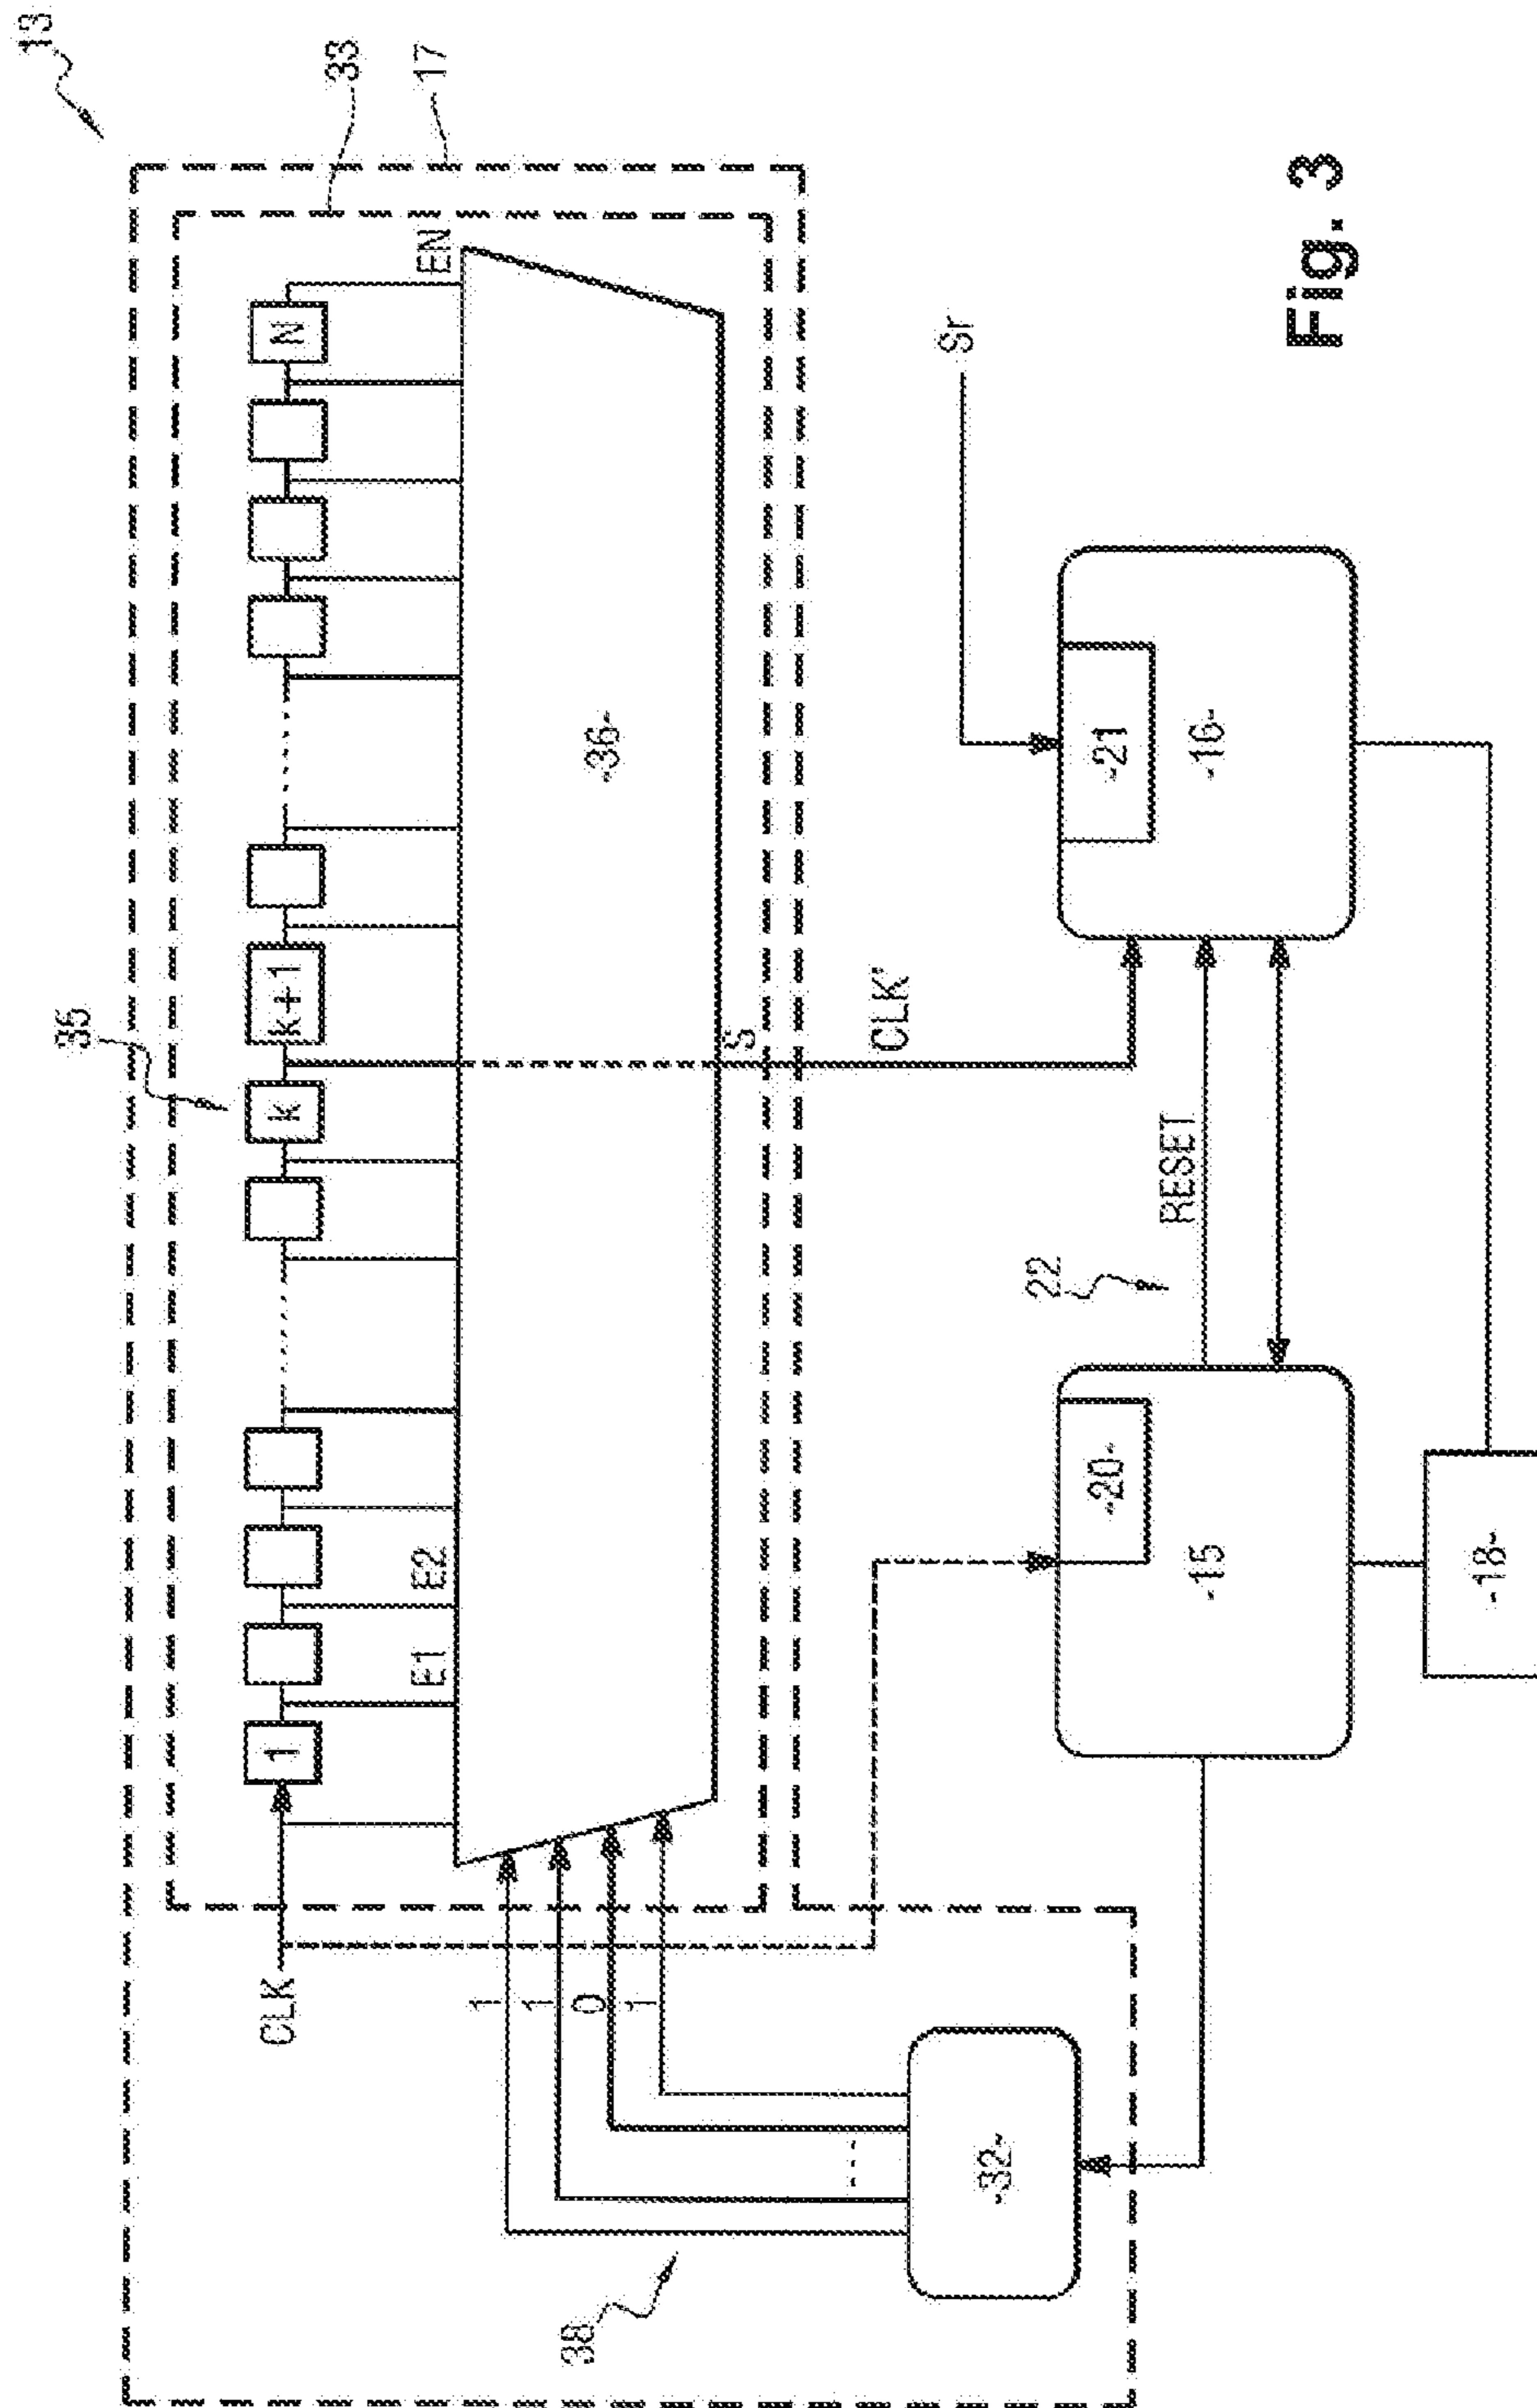 13
33
17
35
1
k
k+1
N
CLK
E1
E2
EN
-36-
1
1
0
1
S
CLK'
Sr
38
-32-
22
RESET
-20-
-15
-21
-16-
-18-
Fig. 3